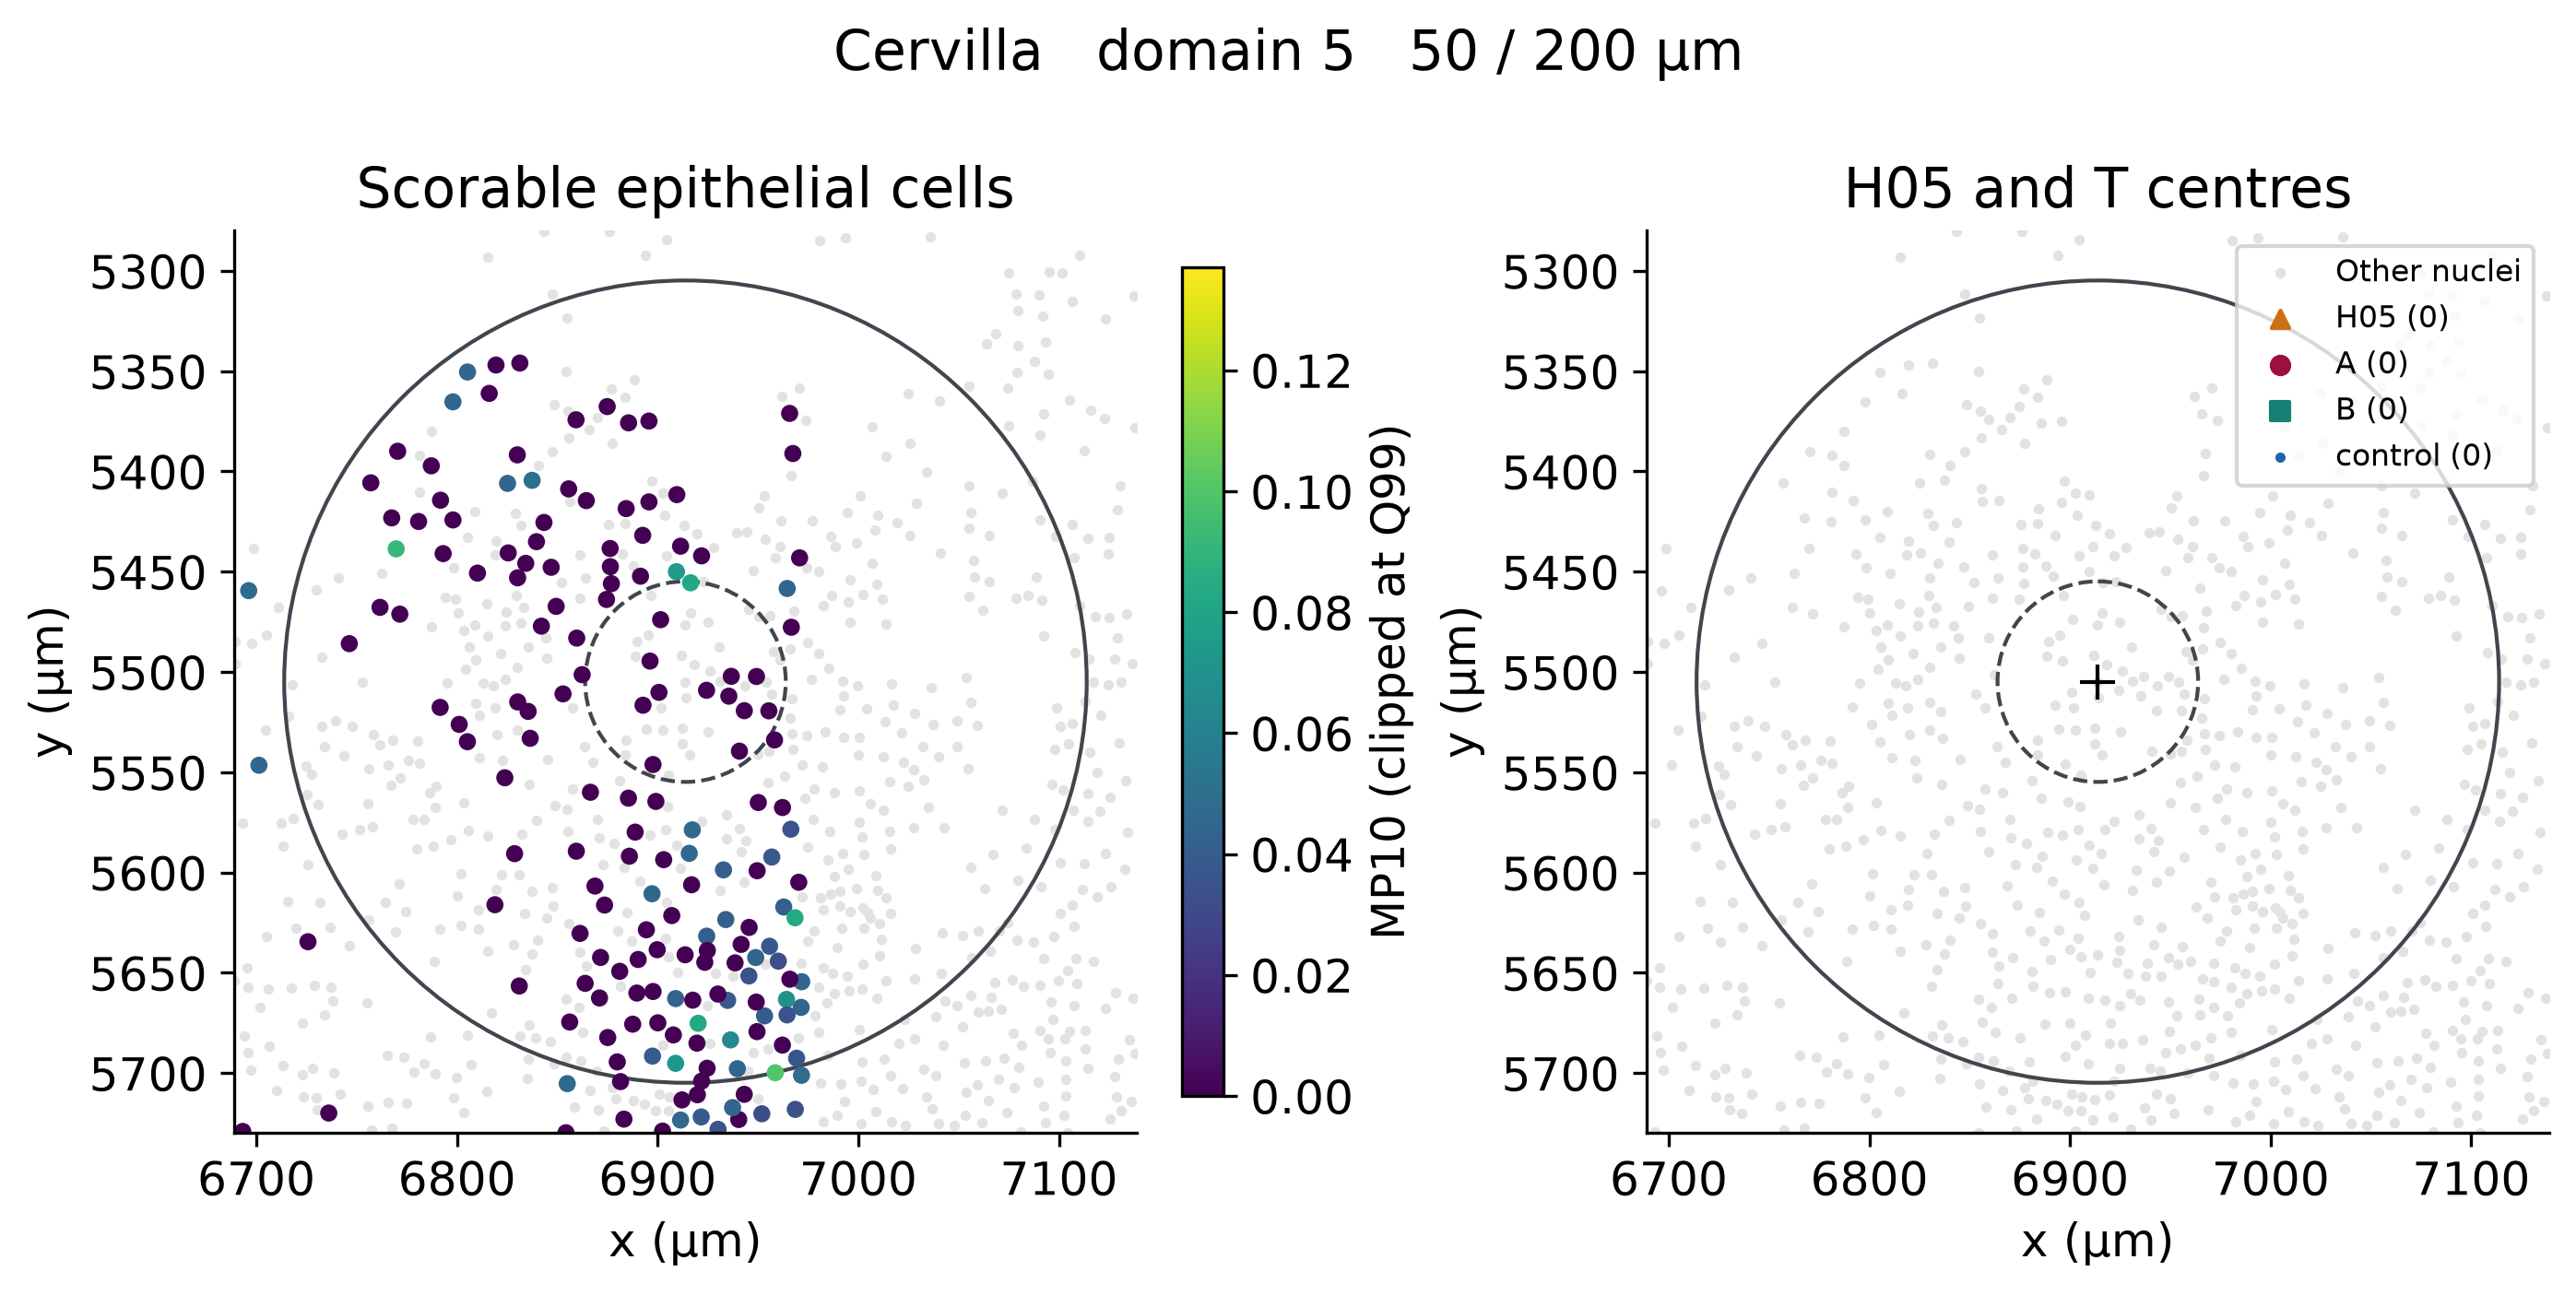 Cervilla domain 5 50 / 200 µm
Scorable epithelial cells
H05 and T centres
5300
5350
5400
5450
5500
5550
5600
5650
5700
y (µm)
6700
6800
6900
7000
7100
x (µm)
0.12
0.10
0.08
0.06
0.04
0.02
0.00
MP10 (clipped at Q99)
5300
5350
5400
5450
5500
5550
5600
5650
5700
y (µm)
6700
6800
6900
7000
7100
x (µm)
Other nuclei
H05 (0)
A (0)
B (0)
control (0)